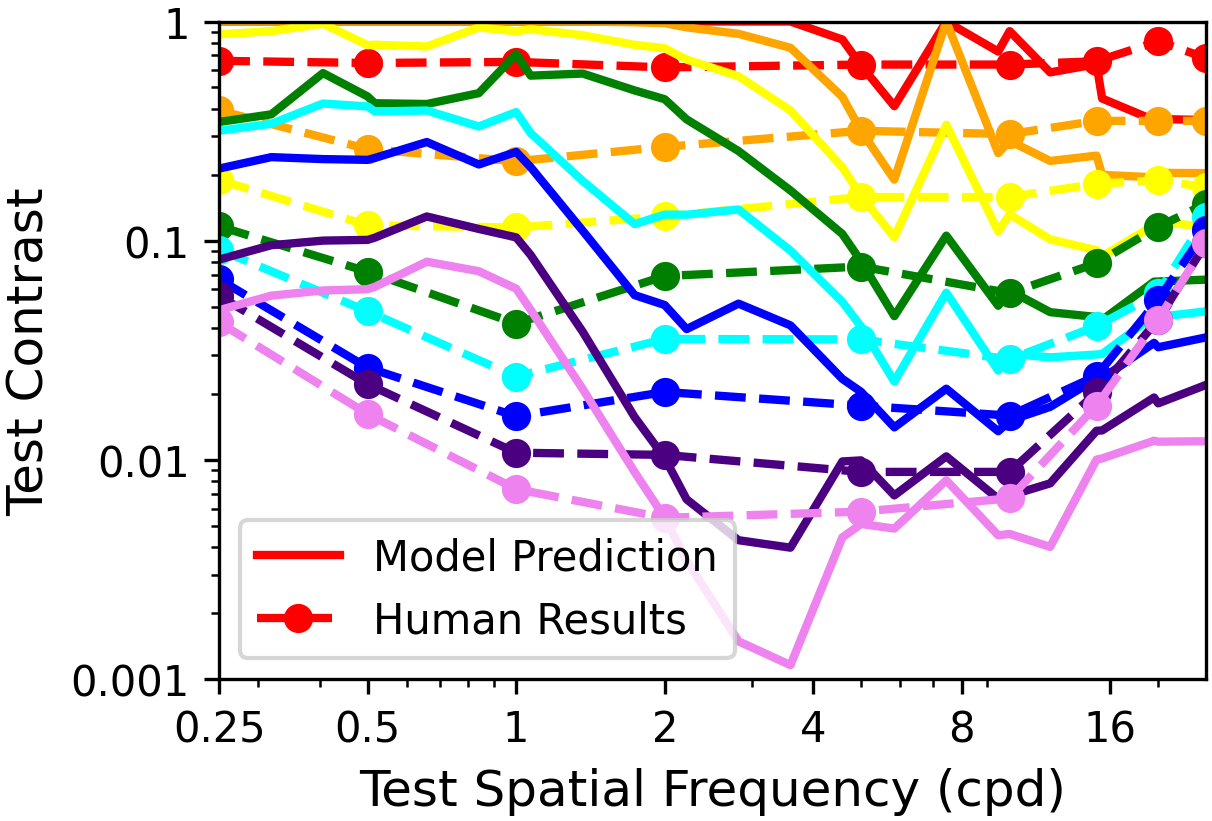 1
0.1
0.01
0.001
Test Contrast
Model Prediction
Human Results
0.25 0.5 1 2 4 8 16
Test Spatial Frequency (cpd)